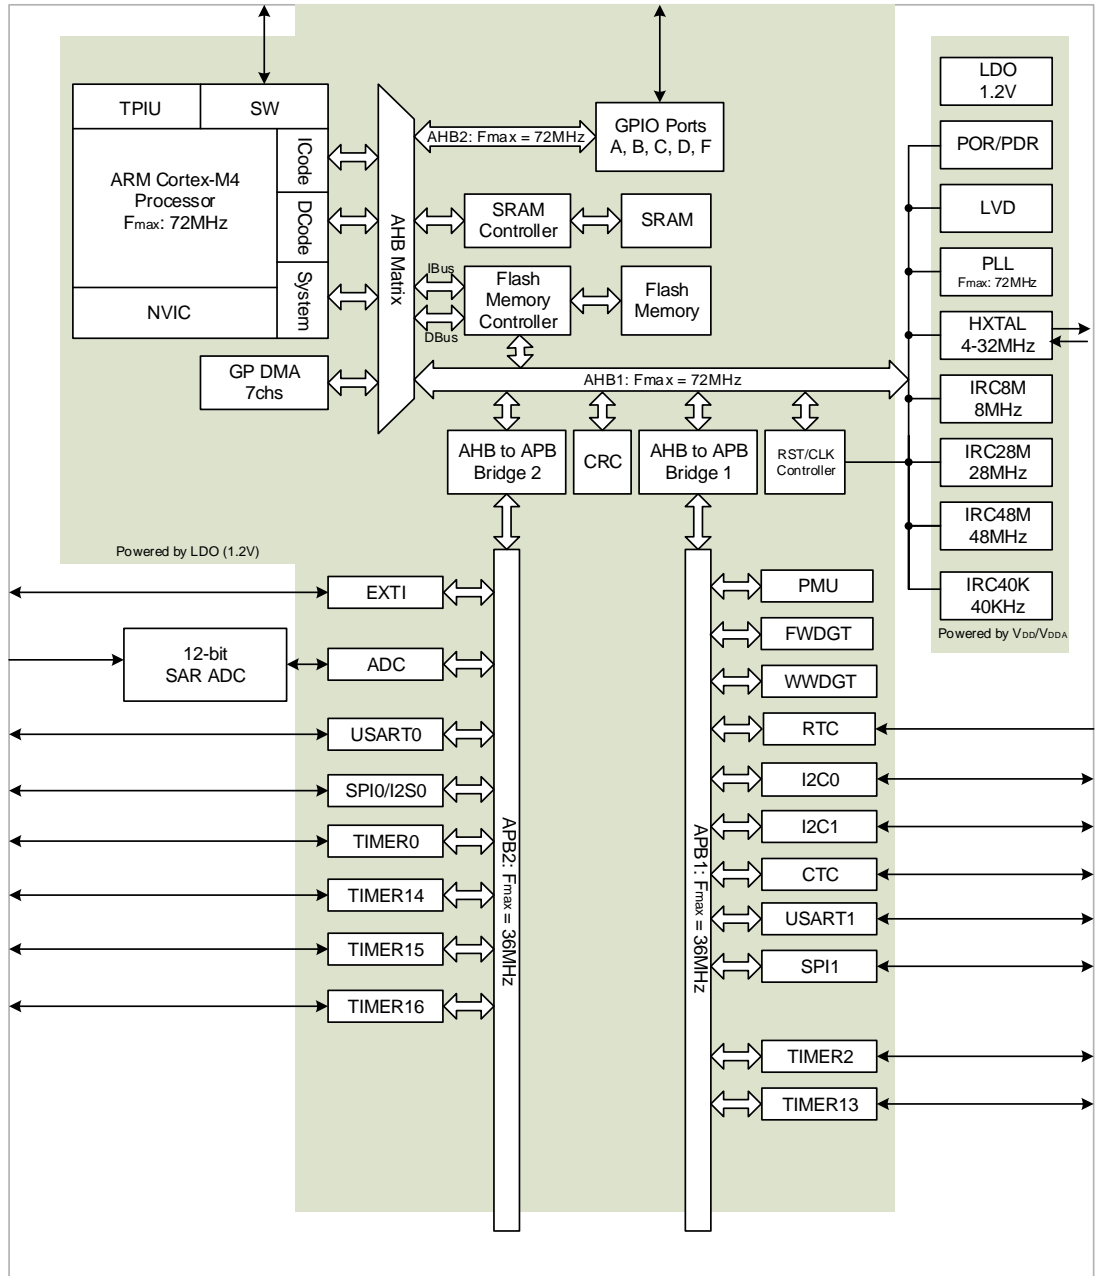 TPIU
SW
ARM Cortex-M4
Processor
Fmax: 72MHz
ICode
DCode
System
NVIC
GP DMA
7chs
AHB Matrix
AHB2: Fmax = 72MHz
GPIO Ports
A, B, C, D, F
SRAM
Controller
SRAM
IBus
DBus
Flash
Memory
Controller
Flash
Memory
AHB1: Fmax = 72MHz
AHB to APB
Bridge 2
CRC
AHB to APB
Bridge 1
RST/CLK
Controller
LDO
1.2V
POR/PDR
LVD
PLL
Fmax: 72MHz
HXTAL
4-32MHz
IRC8M
8MHz
IRC28M
28MHz
IRC48M
48MHz
IRC40K
40KHz
Powered by VDD/VDDA
Powered by LDO (1.2V)
EXTI
12-bit
SAR ADC
ADC
USART0
SPI0/I2S0
TIMER0
TIMER14
TIMER15
TIMER16
APB2: Fmax = 36MHz
APB1: Fmax = 36MHz
PMU
FWDGT
WWDGT
RTC
I2C0
I2C1
CTC
USART1
SPI1
TIMER2
TIMER13